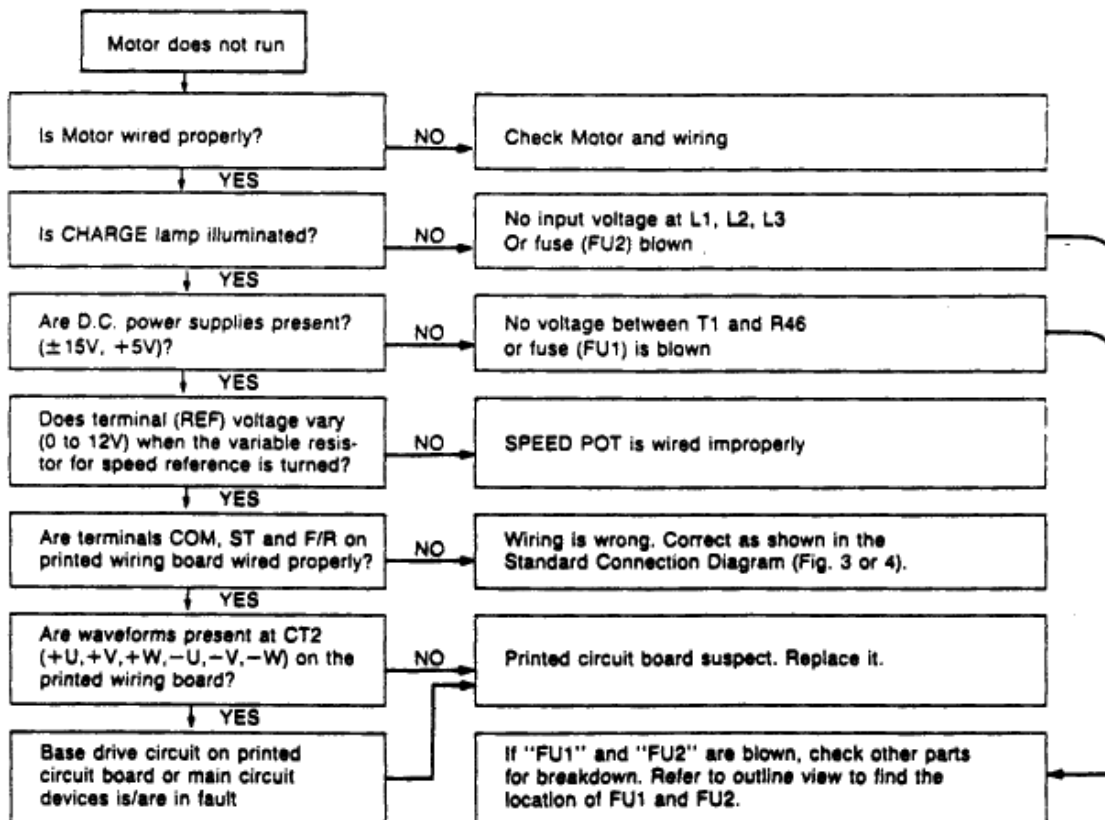 Motor does not run
Is Motor wired properly?
NO
Check Motor and wiring
YES
Is CHARGE lamp illuminated?
NO
No input voltage at L1, L2, L3
Or fuse (FU2) blown
YES
Are D.C. power supplies present?
(±15V, +5V)?
NO
No voltage between T1 and R46
or fuse (FU1) is blown
YES
Does terminal (REF) voltage vary
(0 to 12V) when the variable resis-
tor for speed reference is turned?
NO
SPEED POT is wired improperly
YES
Are terminals COM, ST and F/R on
printed wiring board wired properly?
NO
Wiring is wrong. Correct as shown in the
Standard Connection Diagram (Fig. 3 or 4).
YES
Are waveforms present at CT2
(+U,+V,+W,−U,−V,−W) on the
printed wiring board?
NO
Printed circuit board suspect. Replace it.
YES
Base drive circuit on printed
circuit board or main circuit
devices is/are in fault
If "FU1" and "FU2" are blown, check other parts
for breakdown. Refer to outline view to find the
location of FU1 and FU2.